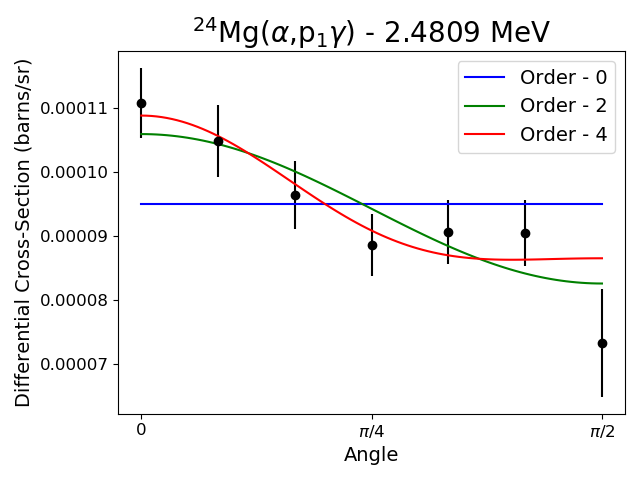 ²⁴Mg(α,p₁γ) - 2.4809 MeV
Differential Cross-Section (barns/sr)
0.00011
0.00010
0.00009
0.00008
0.00007
Order - 0
Order - 2
Order - 4
0
π/4
π/2
Angle